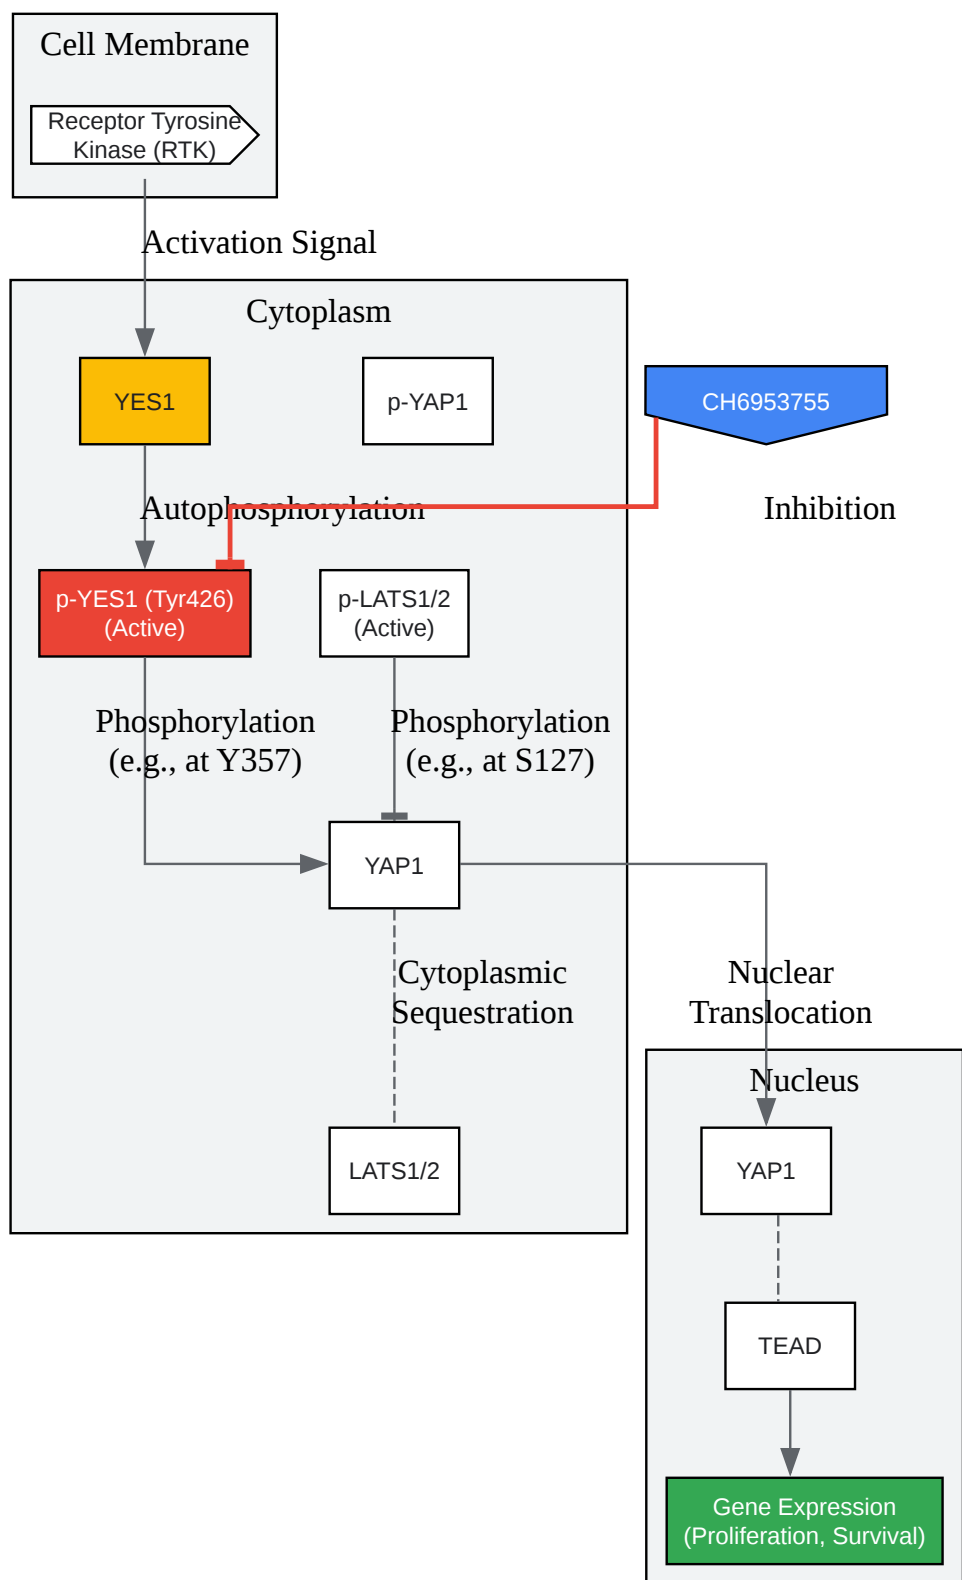 Cell Membrane
Receptor Tyrosine
Kinase (RTK)
Activation Signal
Cytoplasm
YES1
p-YAP1
CH6953755
Autophosphorylation
Inhibition
p-YES1 (Tyr426)
(Active)
p-LATS1/2
(Active)
Phosphorylation
(e.g., at Y357)
Phosphorylation
(e.g., at S127)
YAP1
Cytoplasmic
Sequestration
Nuclear
Translocation
Nucleus
LATS1/2
YAP1
TEAD
Gene Expression
(Proliferation, Survival)